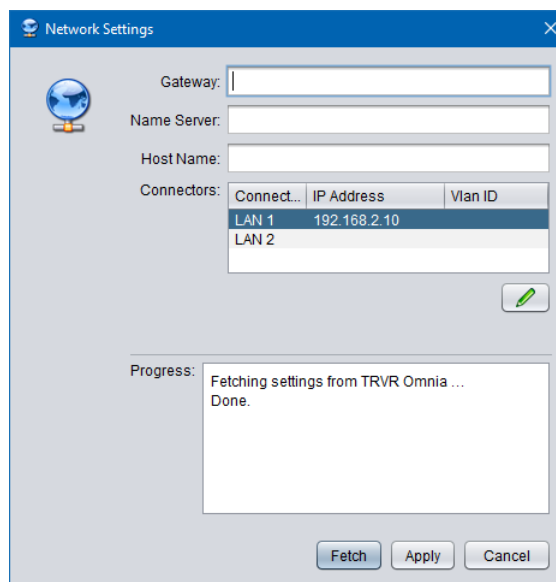 Network Settings
Gateway:
Name Server:
Host Name:
Connectors:
Connect... IP Address Vlan ID
LAN 1 192.168.2.10
LAN 2
Progress:
Fetching settings from TRVR Omnia ...
Done.
Fetch Apply Cancel